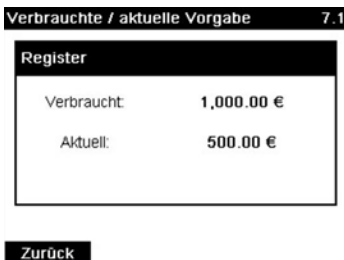 Verbrauchte / aktuelle Vorgabe 7.1
Register
Verbraucht: 1,000.00 €
Aktuell: 500.00 €
Zurück